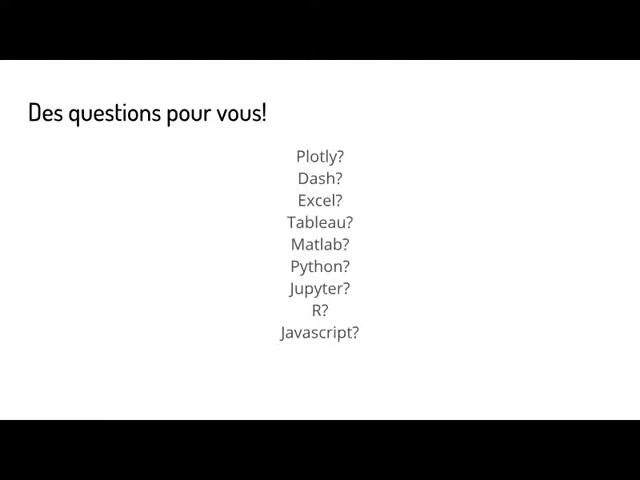 Des questions pour vous!
Plotly?
Dash?
Excel?
Tableau?
Matlab?
Python?
Jupyter?
R?
Javascript?